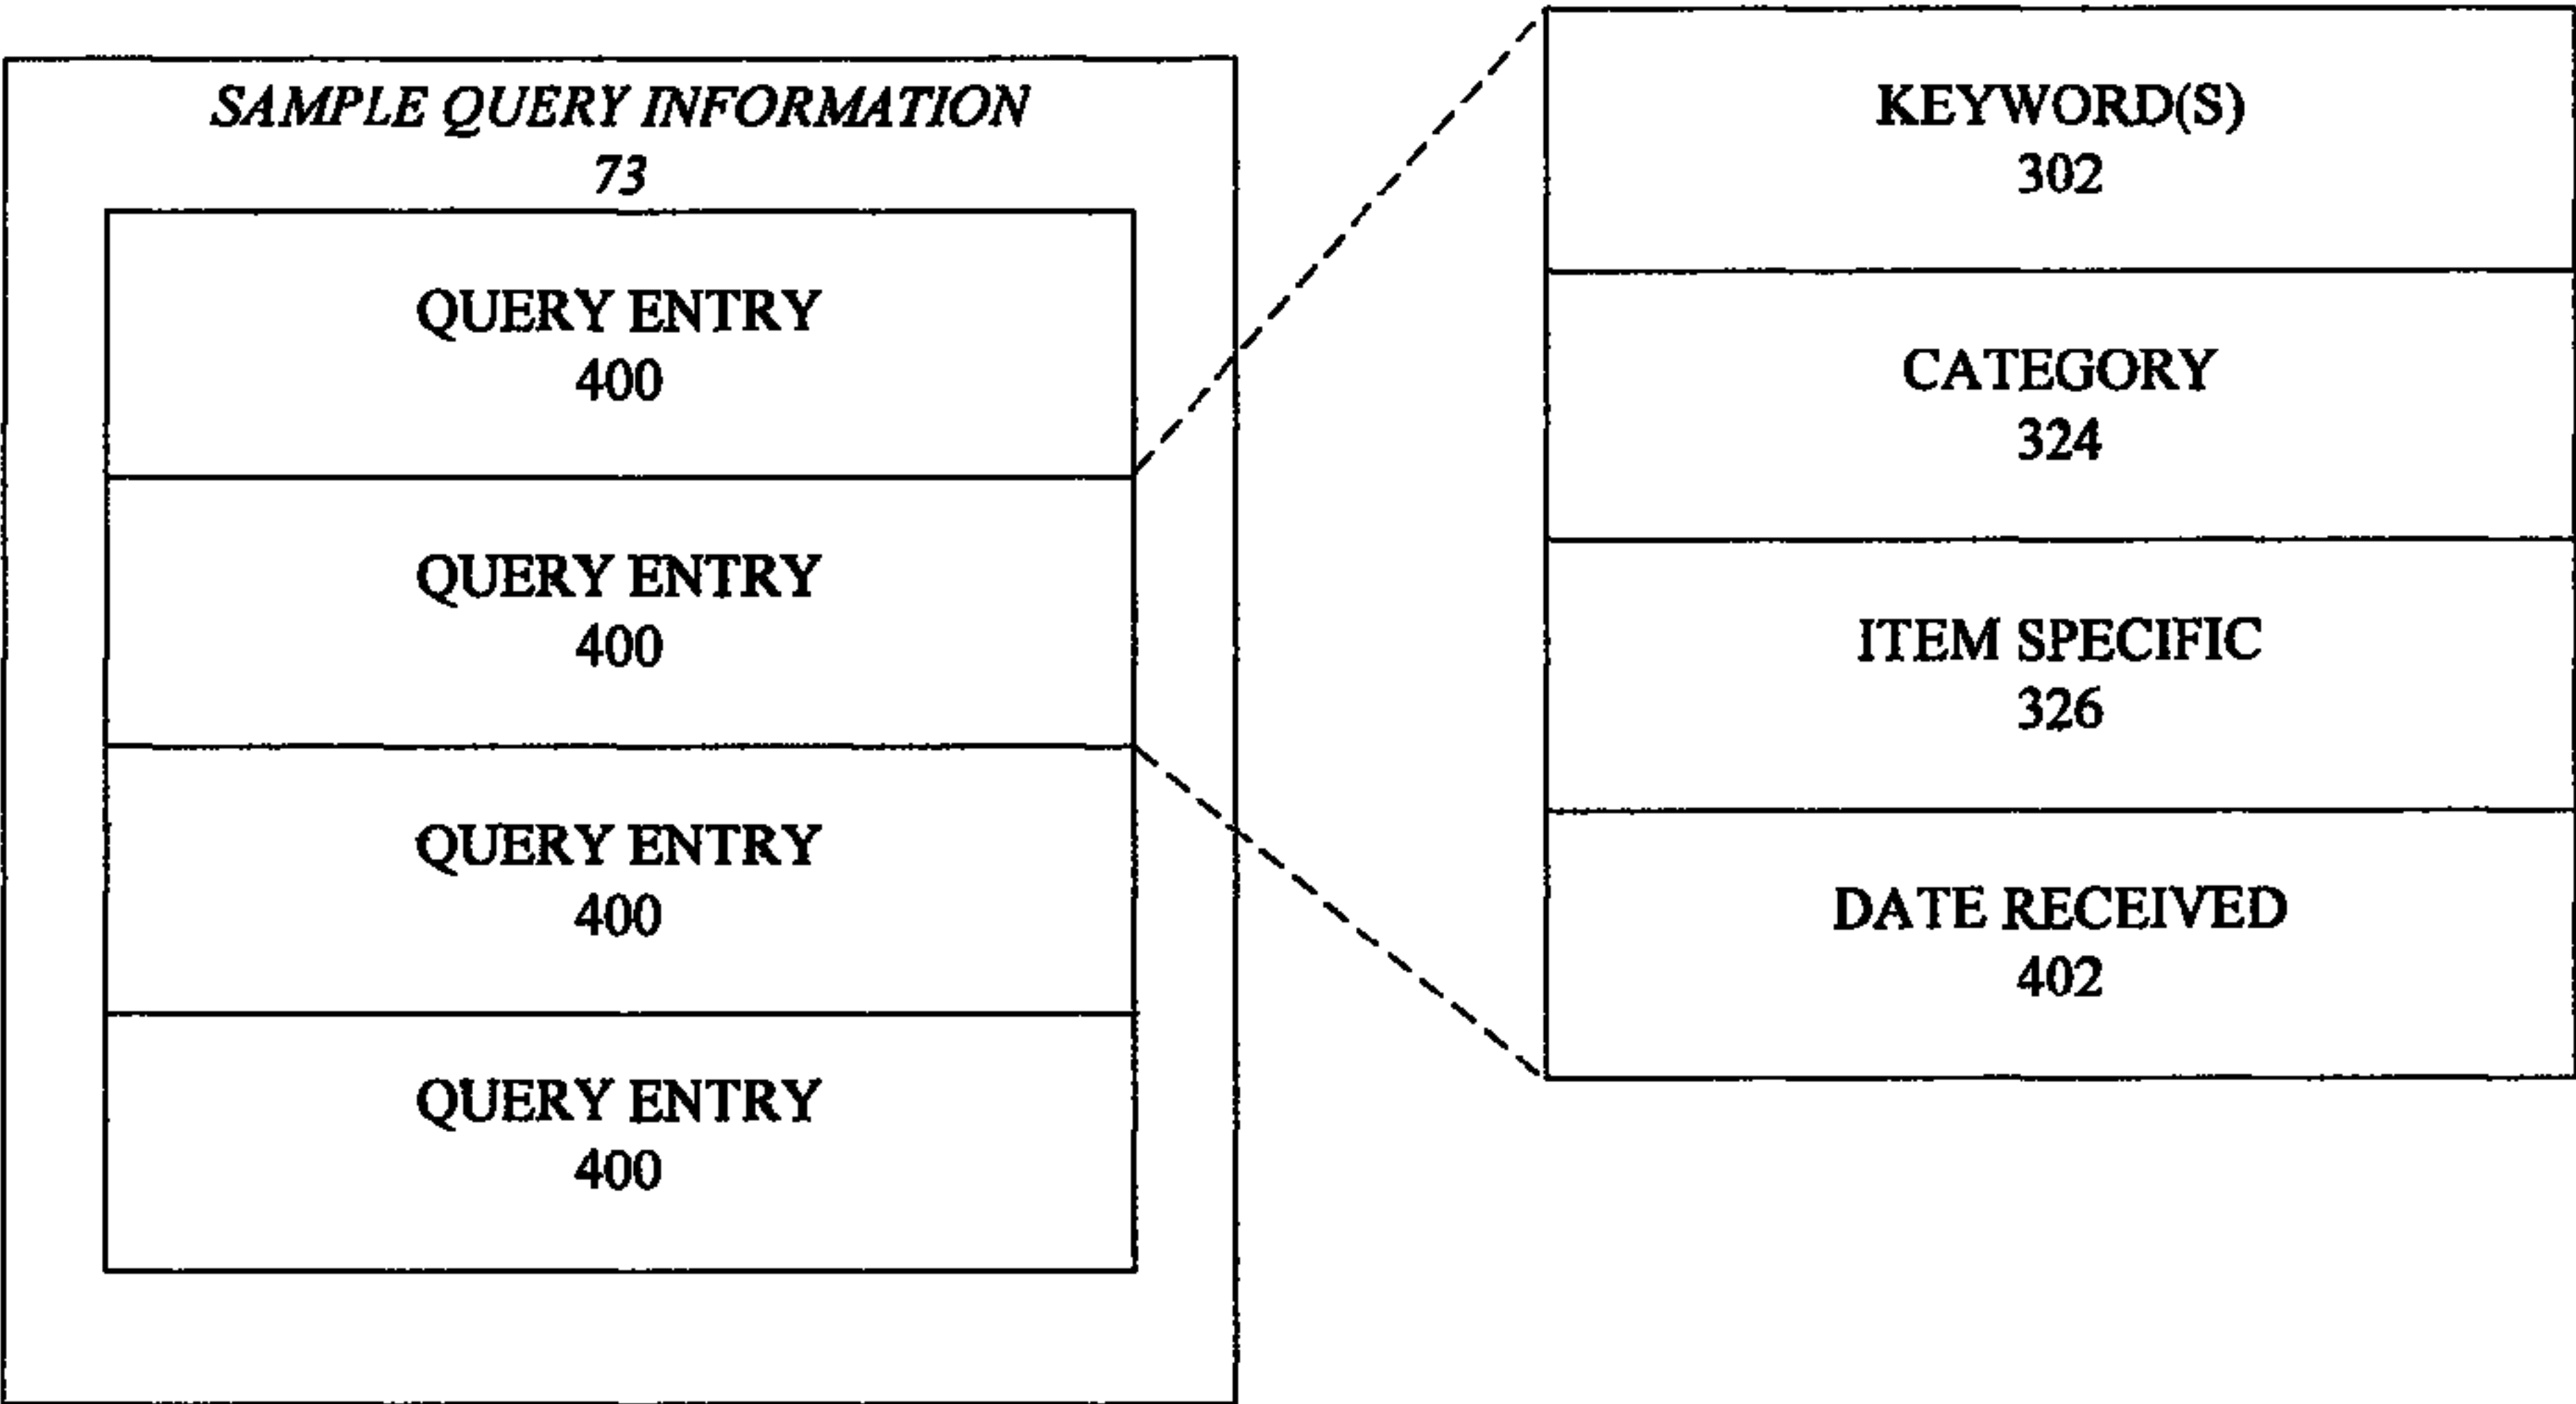 SAMPLE QUERY INFORMATION
73
QUERY ENTRY
400
QUERY ENTRY
400
QUERY ENTRY
400
QUERY ENTRY
400
KEYWORD(S)
302
CATEGORY
324
ITEM SPECIFIC
326
DATE RECEIVED
402